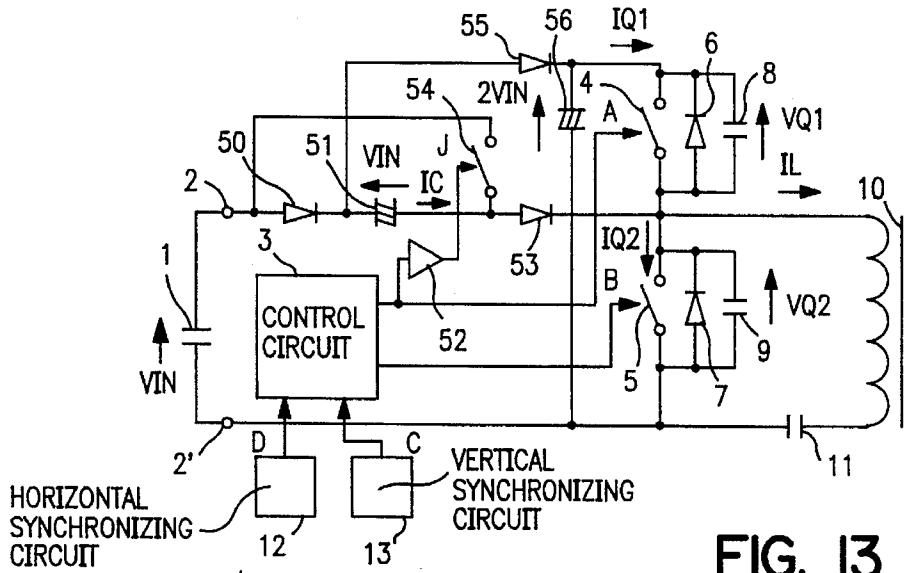 55
56
IQ1
6
8
54
2VIN
4
A
VQ1
50
51
J
VIN
IC
IL
10
2
3
53
IQ2
1
B
VQ2
CONTROL
CIRCUIT
52
5
7
9
VIN
2'
D
C
11
HORIZONTAL
SYNCHRONIZING
CIRCUIT
12
13
VERTICAL
SYNCHRONIZING
CIRCUIT
FIG. 13